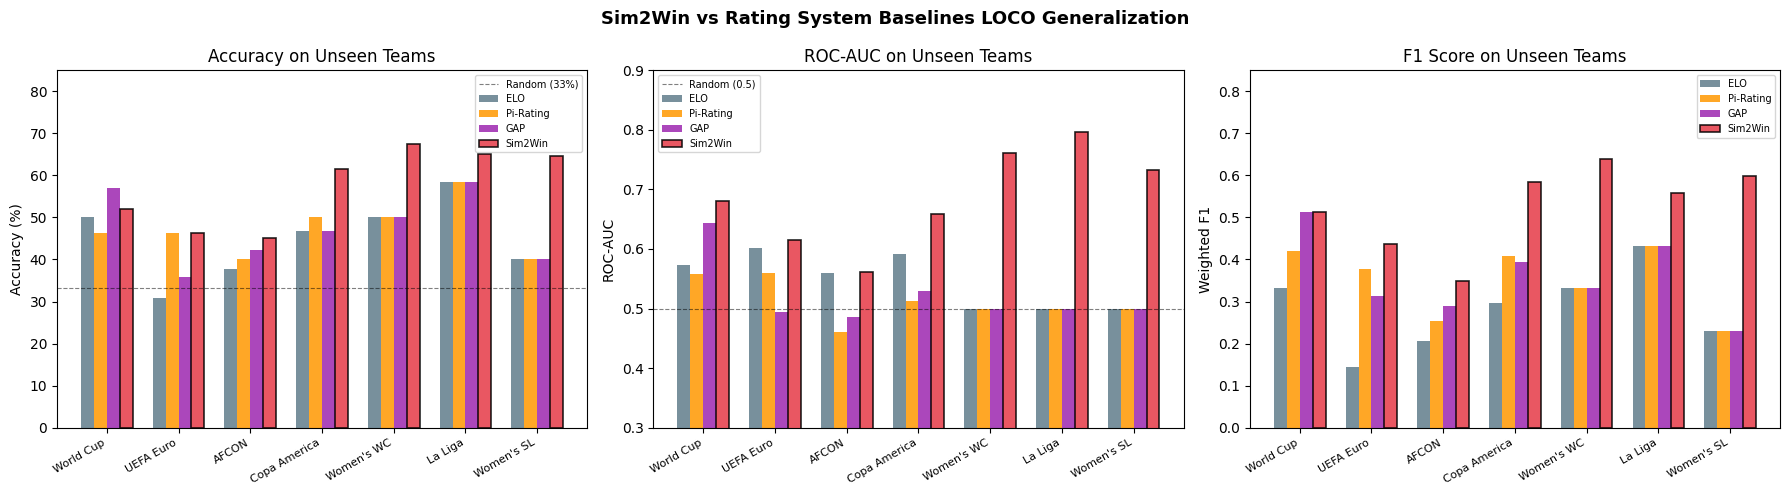 Sim2Win vs Rating System Baselines LOCO Generalization
Accuracy on Unseen Teams
Accuracy (%)
80
70
60
50
40
30
20
10
0
Random (33%)
ELO
Pi-Rating
GAP
Sim2Win
World Cup
UEFA Euro
AFCON
Copa America
Women's WC
La Liga
Women's SL
ROC-AUC on Unseen Teams
ROC-AUC
0.9
0.8
0.7
0.6
0.5
0.4
0.3
Random (0.5)
ELO
Pi-Rating
GAP
Sim2Win
World Cup
UEFA Euro
AFCON
Copa America
Women's WC
La Liga
Women's SL
F1 Score on Unseen Teams
Weighted F1
0.8
0.7
0.6
0.5
0.4
0.3
0.2
0.1
0.0
ELO
Pi-Rating
GAP
Sim2Win
World Cup
UEFA Euro
AFCON
Copa America
Women's WC
La Liga
Women's SL